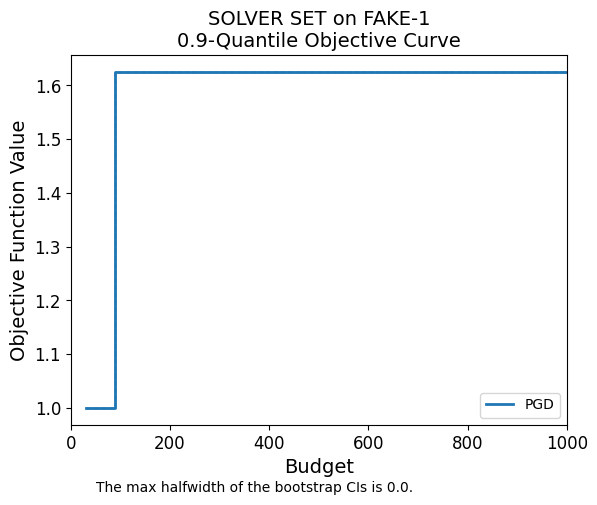 SOLVER SET on FAKE-1
0.9-Quantile Objective Curve
Objective Function Value
1.6
1.5
1.4
1.3
1.2
1.1
1.0
PGD
0 200 400 600 800 1000
Budget
The max halfwidth of the bootstrap CIs is 0.0.